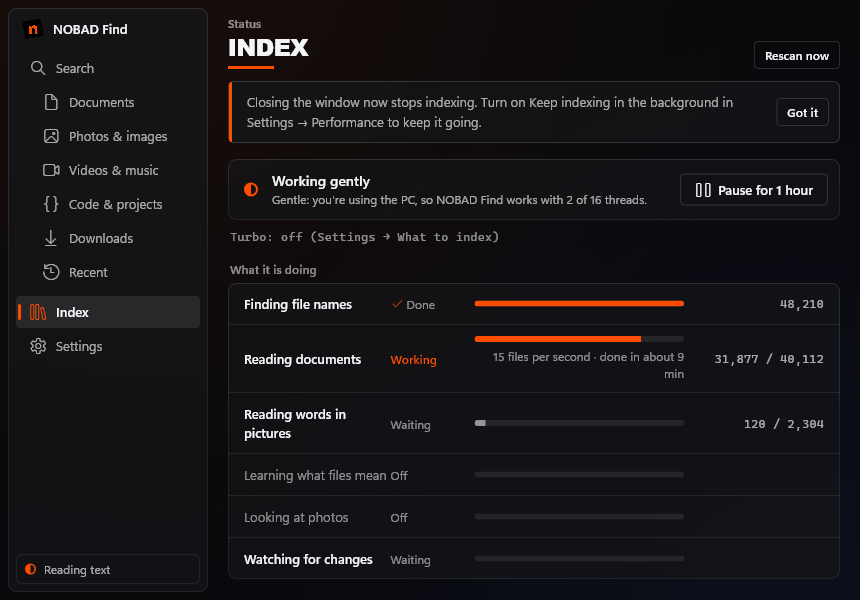 NOBAD Find
Search
Documents
Photos & images
Videos & music
Code & projects
Downloads
Recent
Index
Settings
Reading text
Status
INDEX
Rescan now
Closing the window now stops indexing. Turn on Keep indexing in the background in
Settings → Performance to keep it going.
Got it
Working gently
Gentle: you're using the PC, so NOBAD Find works with 2 of 16 threads.
Pause for 1 hour
Turbo: off (Settings → What to index)
What it is doing
Finding file names Done 48,210
Reading documents Working 31,877 / 40,112
15 files per second · done in about 9
min
Reading words in
pictures Waiting 120 / 2,304
Learning what files mean Off
Looking at photos Off
Watching for changes Waiting